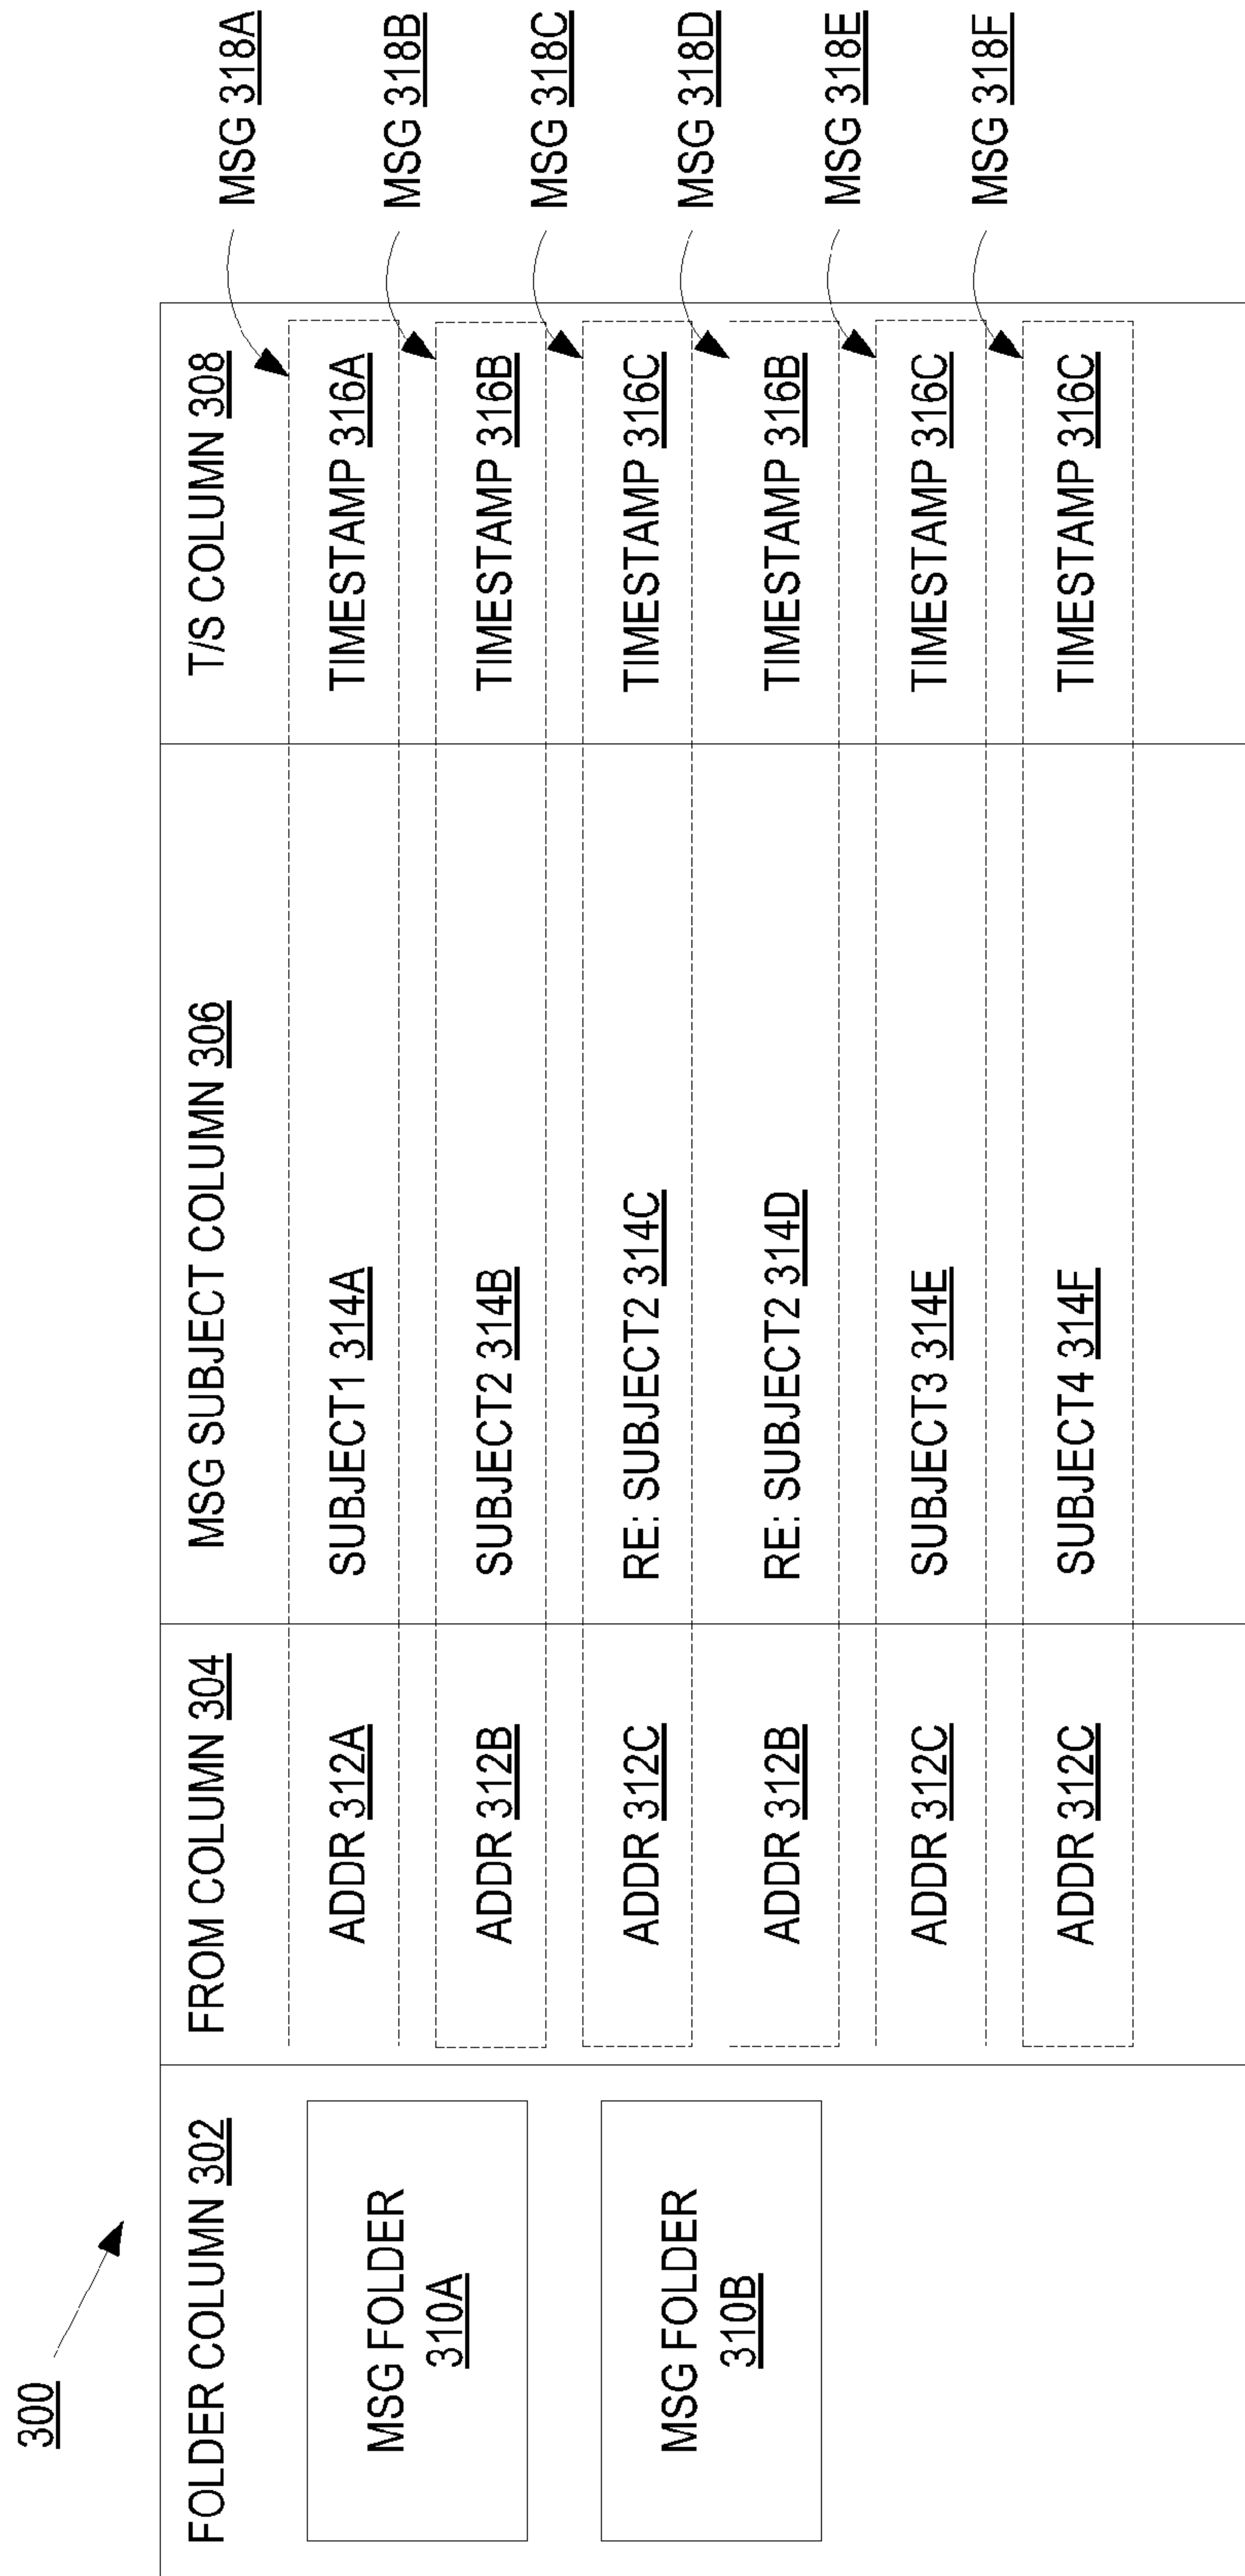 300
FOLDER COLUMN 302
FROM COLUMN 304
MSG SUBJECT COLUMN 306
T/S COLUMN 308
MSG FOLDER
310A
MSG FOLDER
310B
ADDR 312A
SUBJECT1 314A
TIMESTAMP 316A
MSG 318A
ADDR 312B
SUBJECT2 314B
TIMESTAMP 316B
MSG 318B
ADDR 312C
RE: SUBJECT2 314C
TIMESTAMP 316C
MSG 318C
ADDR 312B
RE: SUBJECT2 314D
TIMESTAMP 316B
MSG 318D
ADDR 312C
SUBJECT3 314E
TIMESTAMP 316C
MSG 318E
ADDR 312C
SUBJECT4 314F
TIMESTAMP 316C
MSG 318F